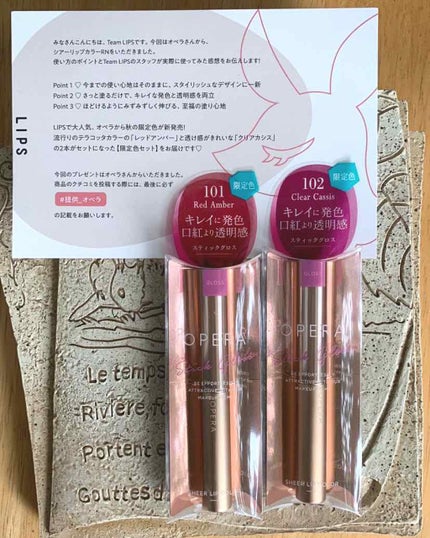 みなさんこんにちは、Team LIPSです。今回はオペラさんから、
シアーリップカラーRNをいただきました。
使い方のポイントとTeam LIPSのスタッフが実際に使ってみた感想をお伝えします!
Point 1 ♡ 今までの使い心地はそのままに、スタイリッシュなデザインに一新
Point 2 ♡ さっと塗るだけで、キレイな発色と透明感を両立
Point 3 ♡ ほどけるようにみずみずしく伸びる、至福の塗り心地
LIPSで大人気、オペラから秋の限定色が新発売!
流行りのテラコッタカラーの「レッドアンバー」と透け感がきれいな「クリアカシス」
の2本がセットになった【限定色セット】をお届けです♡
今回のプレゼントはオペラさんからいただきました。
商品のクチコミを投稿する際には、最後に必ず
#提供_オペラ
の記載をお願いします。
LIPS
101
Red Amber
限定色
キレイに発色
口紅より透明感
スティックグロス
GLOSS
OPERA
Stick Gloss
OPERA
SHEER LIP COLOR
102
Clear Cassis
限定色
キレイに発色
口紅より透明感
スティックグロス
GLOSS
OPERA
SHEER LIP COLOR
Le temps
Rivière, fo
Portent e
Gouttes d